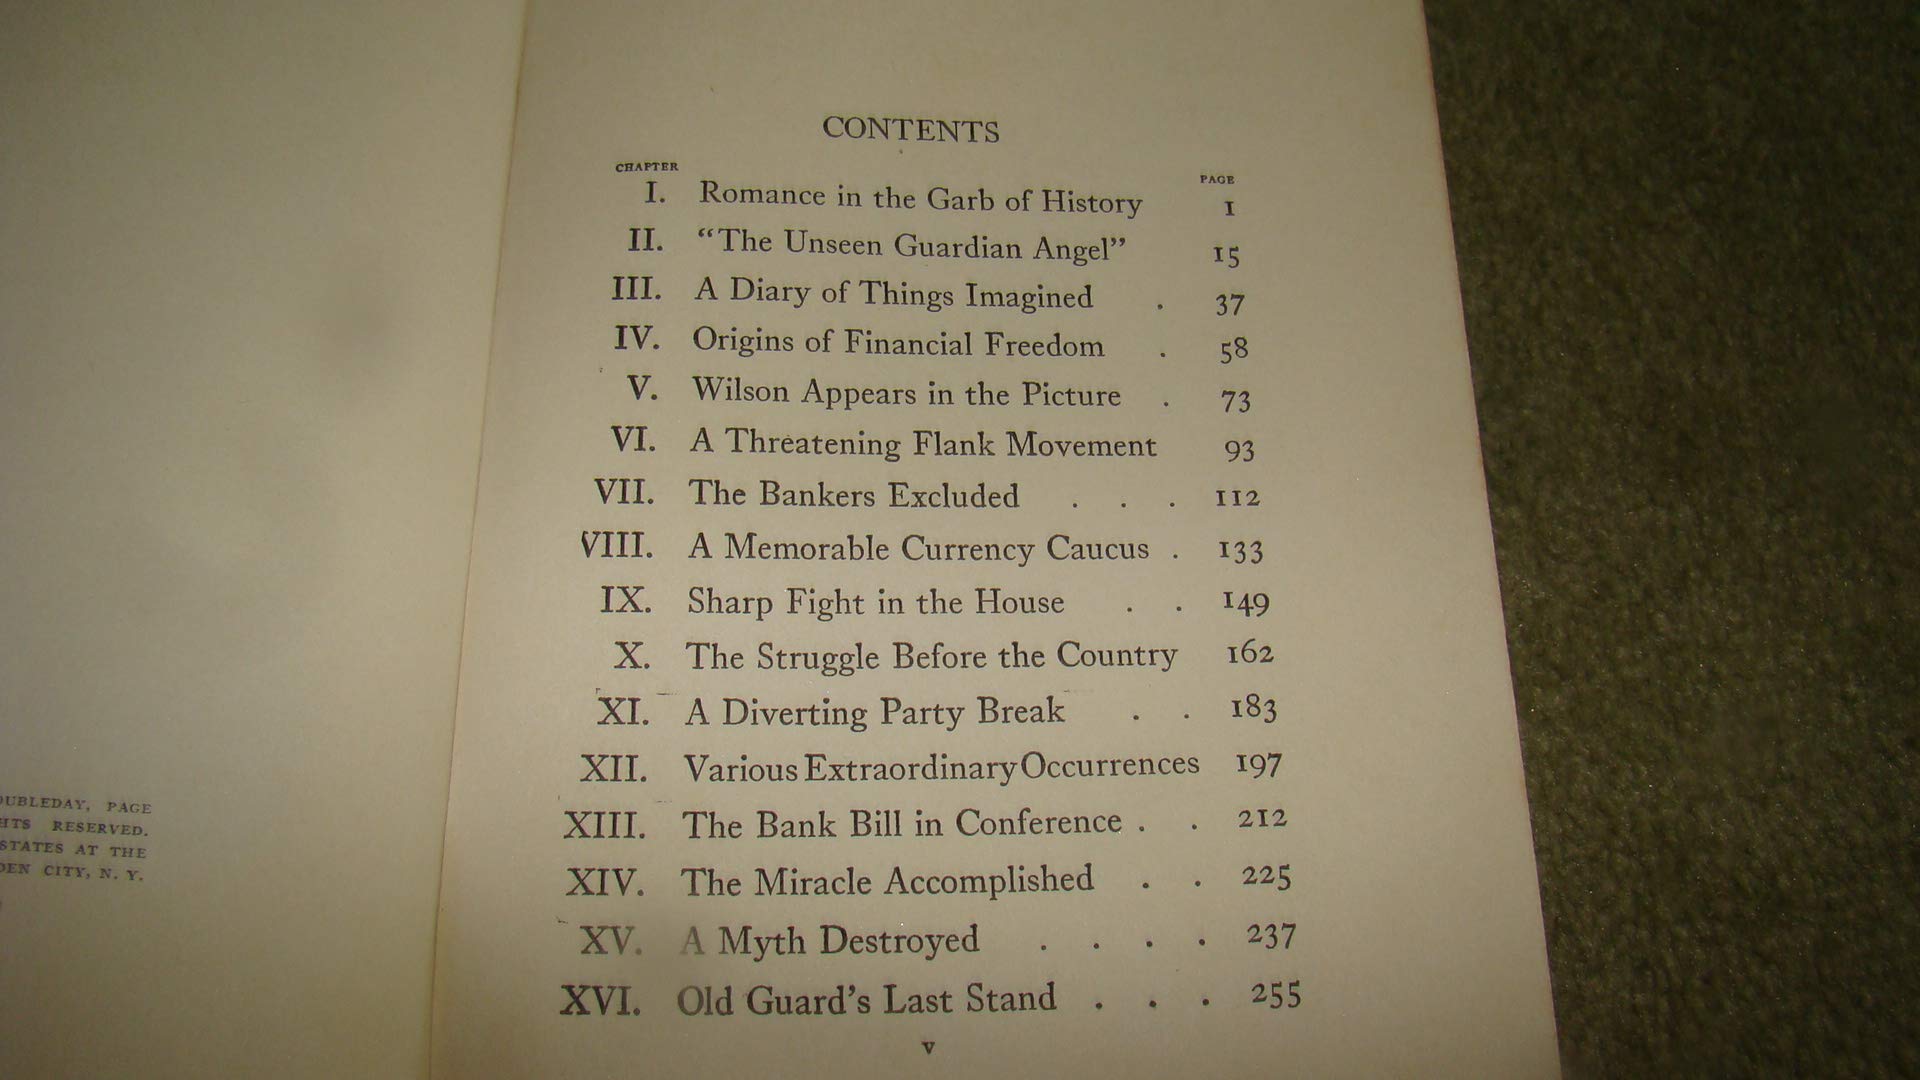 OUBLEDAY, PAGE
HTS RESERVED.
STATES AT THE
DEN CITY, N. Y.
CONTENTS
CHAPTER PAGE
I. Romance in the Garb of History 1
II. "The Unseen Guardian Angel" 15
III. A Diary of Things Imagined . 37
IV. Origins of Financial Freedom . 58
V. Wilson Appears in the Picture . 73
VI. A Threatening Flank Movement 93
VII. The Bankers Excluded . . . 112
VIII. A Memorable Currency Caucus . 133
IX. Sharp Fight in the House . . 149
X. The Struggle Before the Country 162
XI. A Diverting Party Break . . 183
XII. Various Extraordinary Occurrences 197
XIII. The Bank Bill in Conference . . 212
XIV. The Miracle Accomplished . . 225
XV. A Myth Destroyed . . . . 237
XVI. Old Guard's Last Stand . . . 255
v